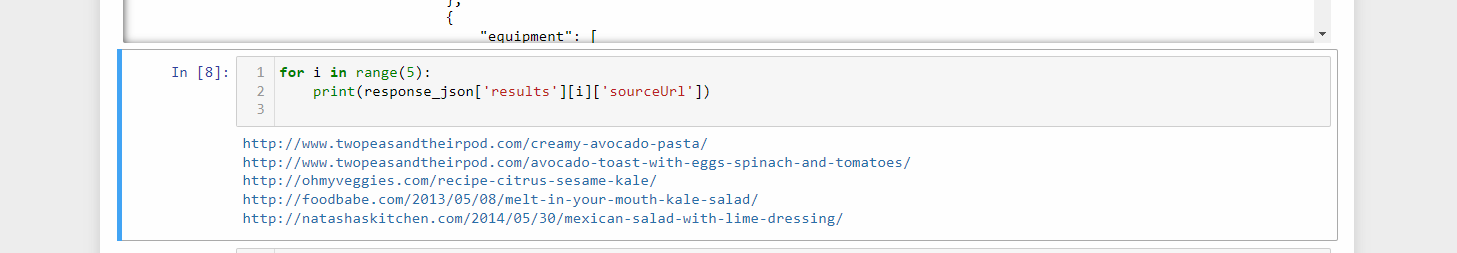 },
{
"equipment": [
In [8]:
1 for i in range(5):
2     print(response_json['results'][i]['sourceUrl'])
3
http://www.twopeasandtheirpod.com/creamy-avocado-pasta/
http://www.twopeasandtheirpod.com/avocado-toast-with-eggs-spinach-and-tomatoes/
http://ohmyveggies.com/recipe-citrus-sesame-kale/
http://foodbabe.com/2013/05/08/melt-in-your-mouth-kale-salad/
http://natashaskitchen.com/2014/05/30/mexican-salad-with-lime-dressing/